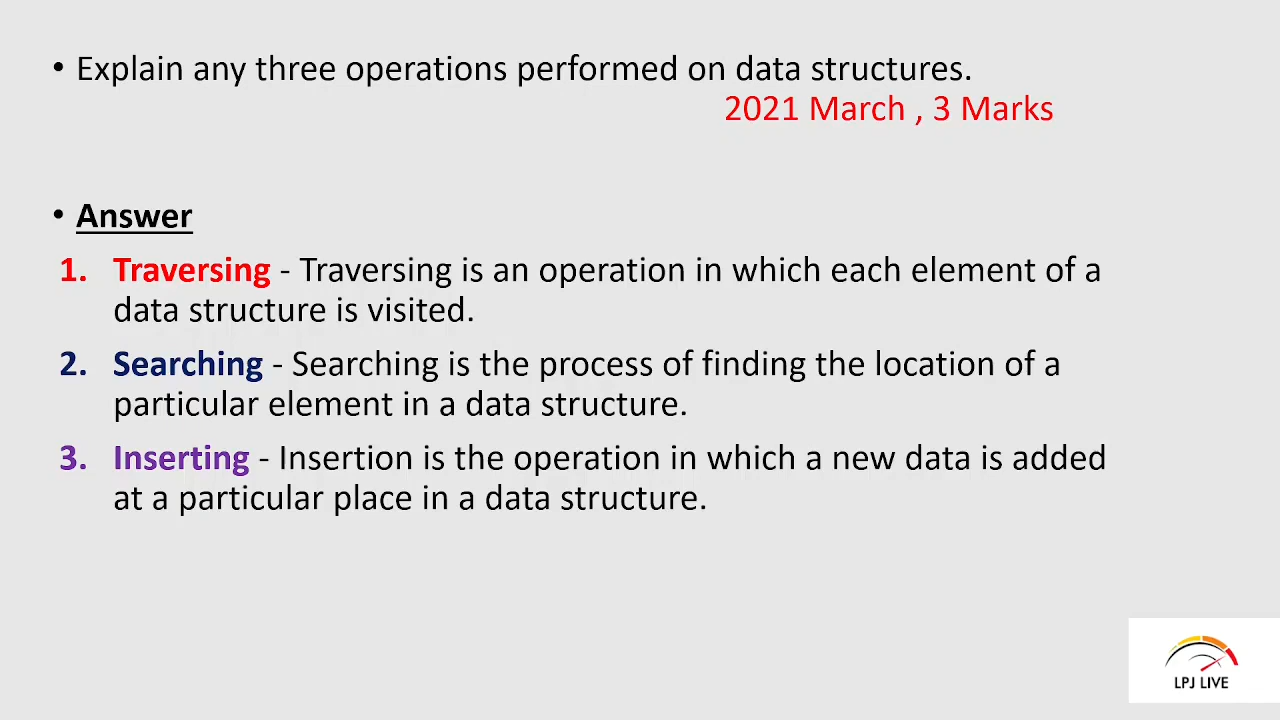 • Explain any three operations performed on data structures.
2021 March , 3 Marks
• Answer
1. Traversing - Traversing is an operation in which each element of a
data structure is visited.
2. Searching - Searching is the process of finding the location of a
particular element in a data structure.
3. Inserting - Insertion is the operation in which a new data is added
at a particular place in a data structure.
LPJ LIVE